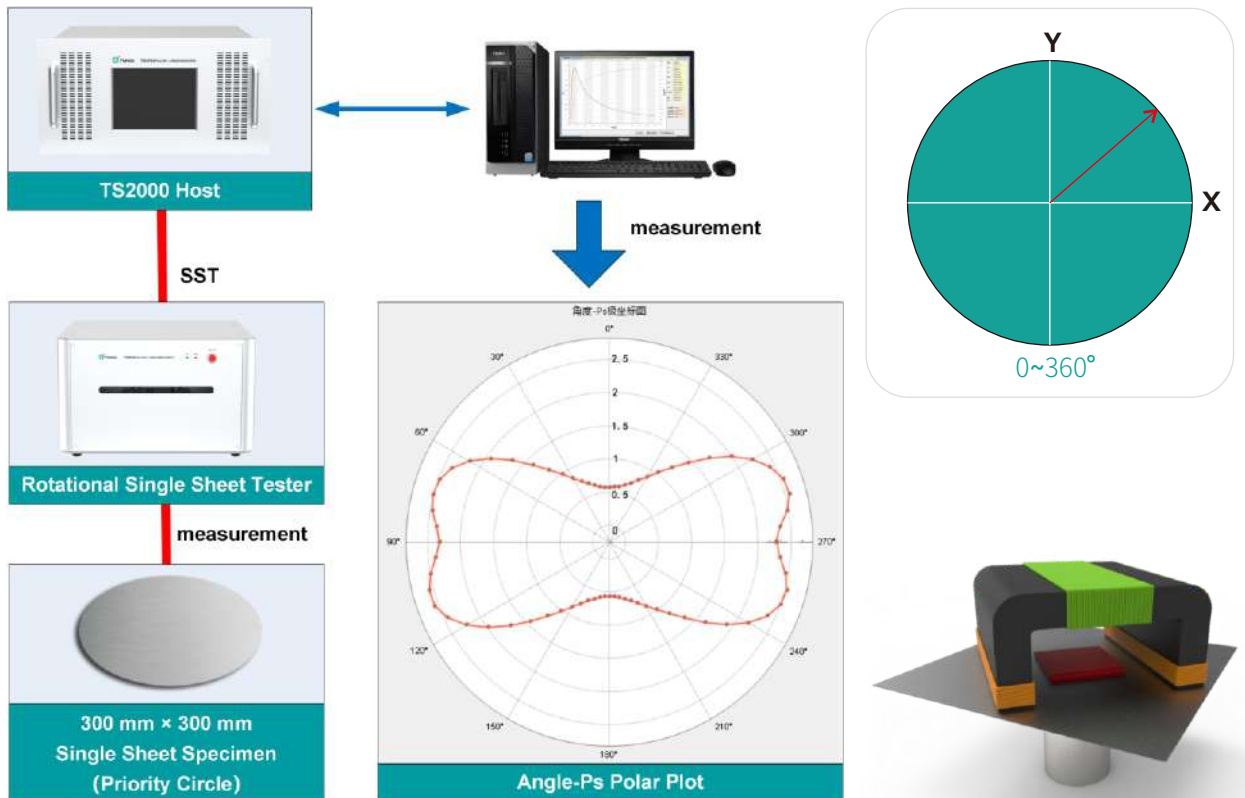 TS2000 Host
SST
Rotational Single Sheet Tester
measurement
300 mm × 300 mm
Single Sheet Specimen
(Priority Circle)
measurement
角度-Ps极坐标图
0°
30°
330°
60°
300°
90°
270°
120°
240°
150°
210°
180°
2.5
2
1.5
1
0.5
0
Angle-Ps Polar Plot
Y
X
0~360°